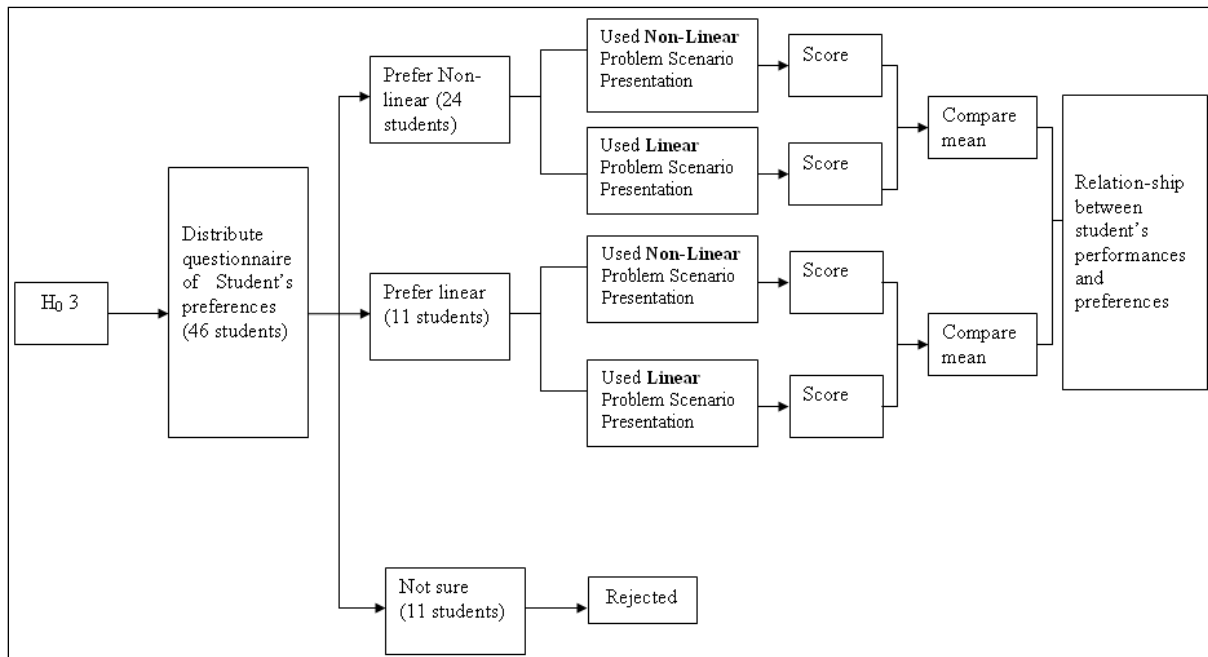 H₀ 3
Distribute
questionnaire
of Student's
preferences
(46 students)
Prefer Non-
linear (24
students)
Used Non-Linear
Problem Scenario
Presentation
Score
Used Linear
Problem Scenario
Presentation
Score
Compare
mean
Prefer linear
(11 students)
Used Non-Linear
Problem Scenario
Presentation
Score
Used Linear
Problem Scenario
Presentation
Score
Compare
mean
Relation-ship
between
student's
performances
and
preferences
Not sure
(11 students)
Rejected